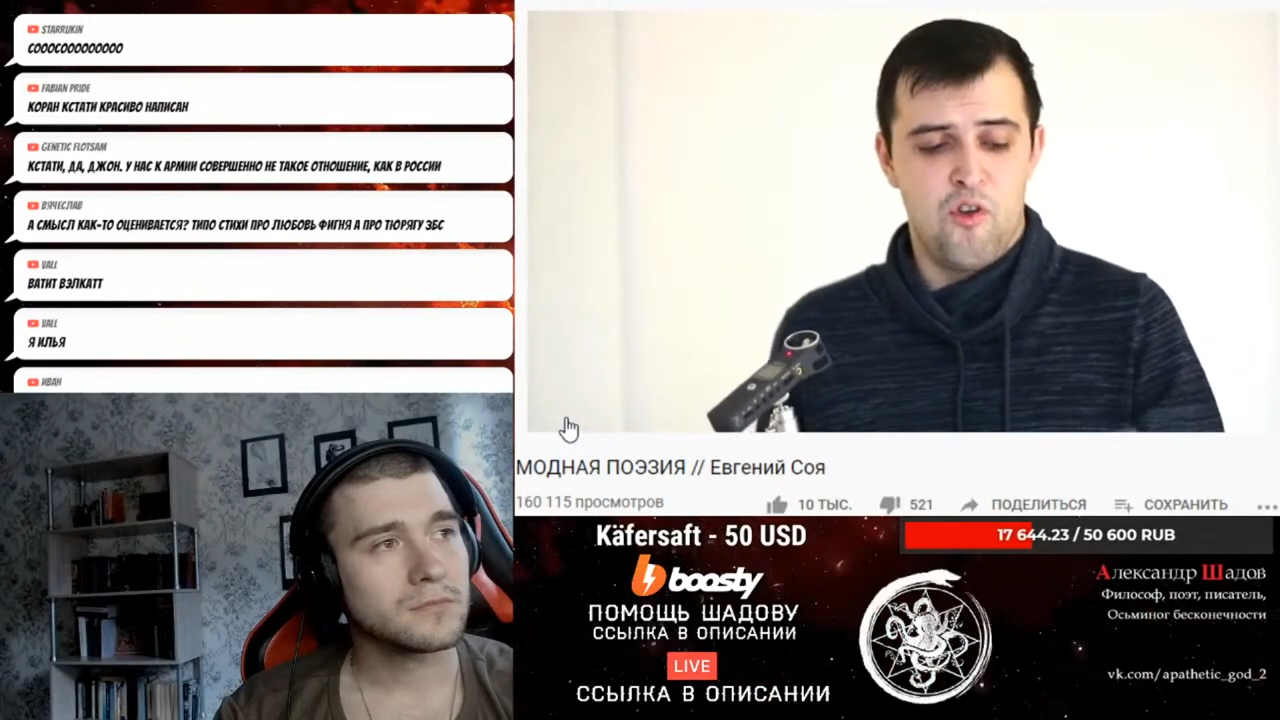 STARRUKIN
СОООСОООООООООО
FABIAN PRIDE
КОРАН КСТАТИ КРАСИВО НАПИСАН
GENETIC FLOTSAM
КСТАТИ, ДА, ДЖОН. У НАС К АРМИИ СОВЕРШЕННО НЕ ТАКОЕ ОТНОШЕНИЕ, КАК В РОССИИ
ВЯЧЕСЛАВ
А СМЫСЛ КАК-ТО ОЦЕНИВАЕТСЯ? ТИПО СТИХИ ПРО ЛЮБОВЬ ФИГНЯ А ПРО ТЮРЯГУ ЗБС
VALL
ВАТИТ ВЭЛКАТТ
VALL
Я ИЛЬЯ
ИВАН
МОДНАЯ ПОЭЗИЯ // Евгений Соя
160 115 просмотров
10 ТЫС.
521
ПОДЕЛИТЬСЯ
СОХРАНИТЬ
Käfersaft - 50 USD
boosty
ПОМОЩЬ ШАДОВУ
ССЫЛКА В ОПИСАНИИ
LIVE
ССЫЛКА В ОПИСАНИИ
17 644.23 / 50 600 RUB
Александр Шадов
Философ, поэт, писатель,
Осьминог бесконечности
vk.com/apathetic_god_2